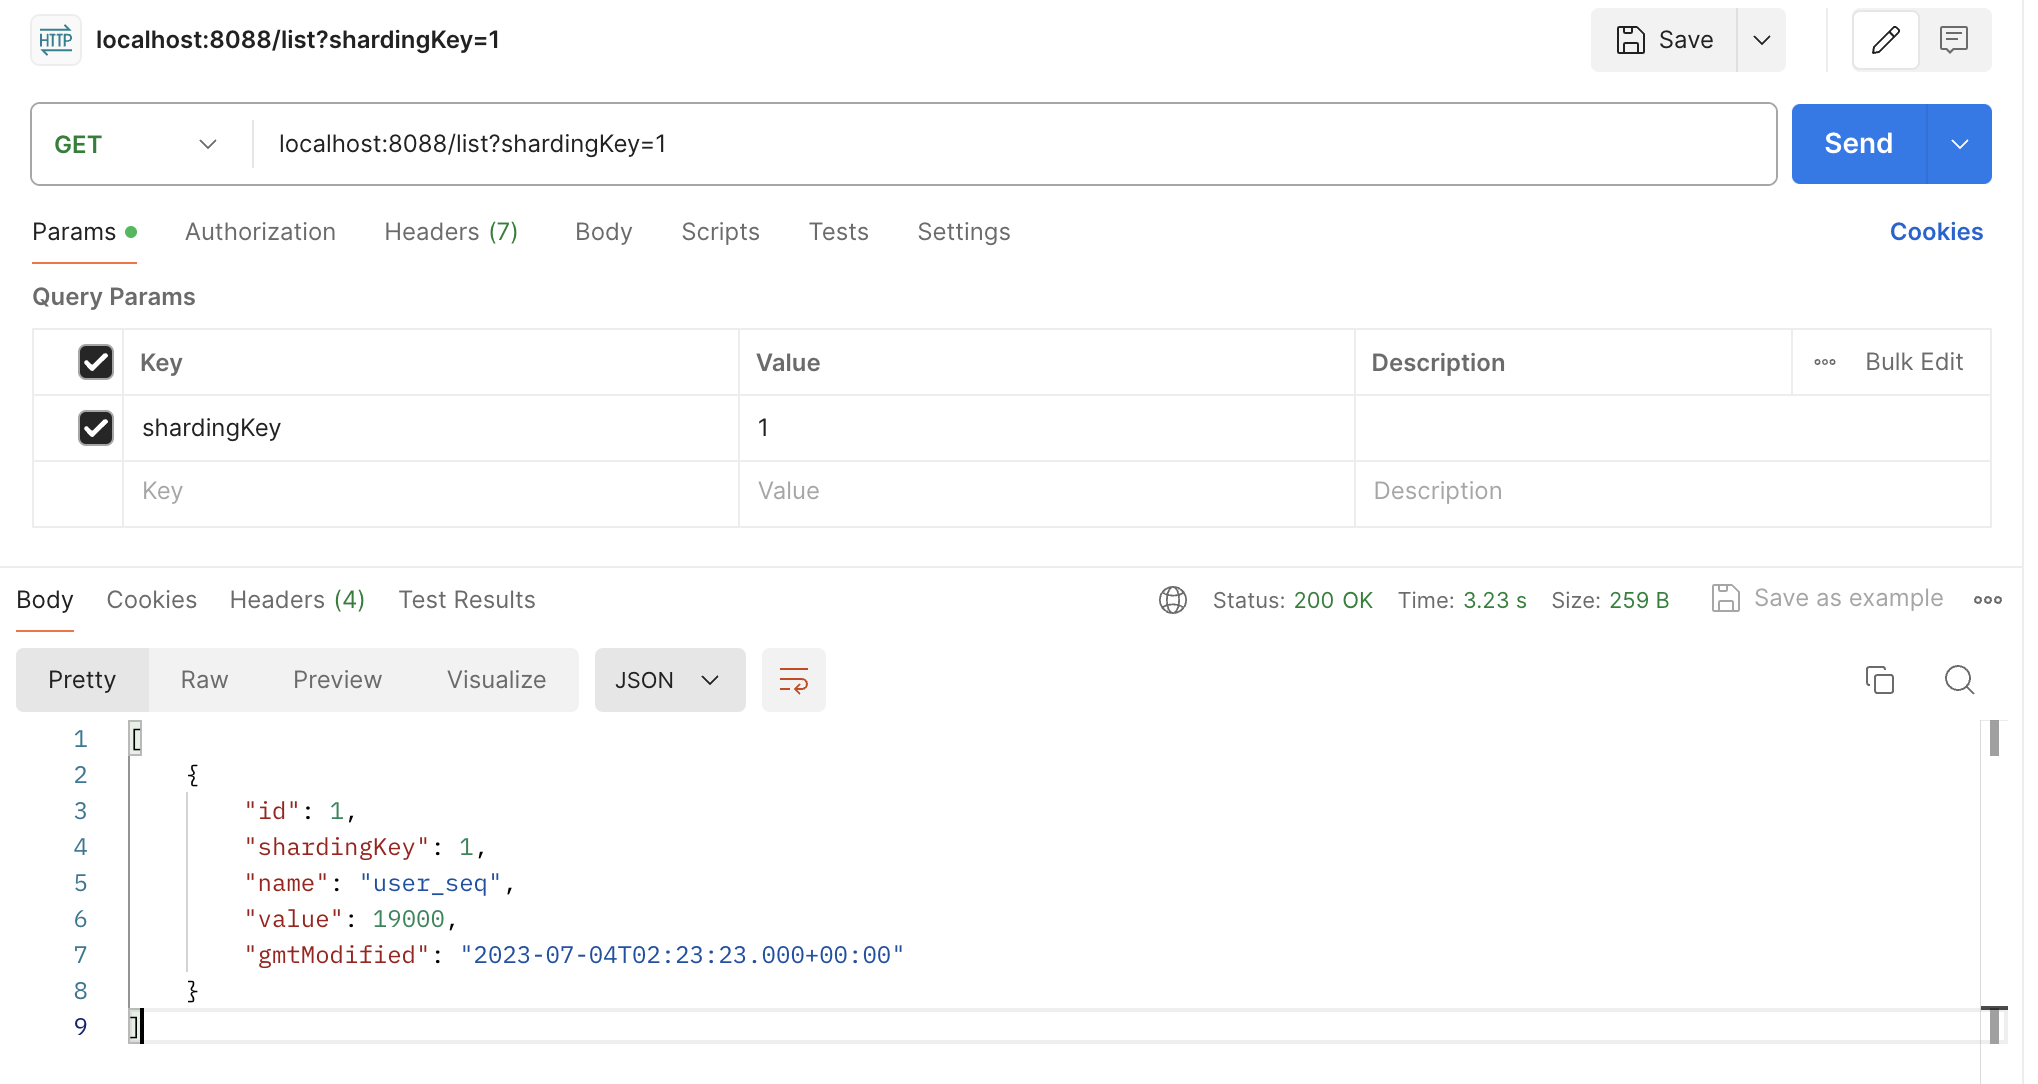 HTTP localhost:8088/list?shardingKey=1 Save
GET localhost:8088/list?shardingKey=1 Send
Params Authorization Headers (7) Body Scripts Tests Settings Cookies
Query Params
Key Value Description Bulk Edit
shardingKey 1
Key Value Description
Body Cookies Headers (4) Test Results Status: 200 OK Time: 3.23 s Size: 259 B Save as example
Pretty Raw Preview Visualize JSON
1 [
2 {
3 "id": 1,
4 "shardingKey": 1,
5 "name": "user_seq",
6 "value": 19000,
7 "gmtModified": "2023-07-04T02:23:23.000+00:00"
8 }
9 ]